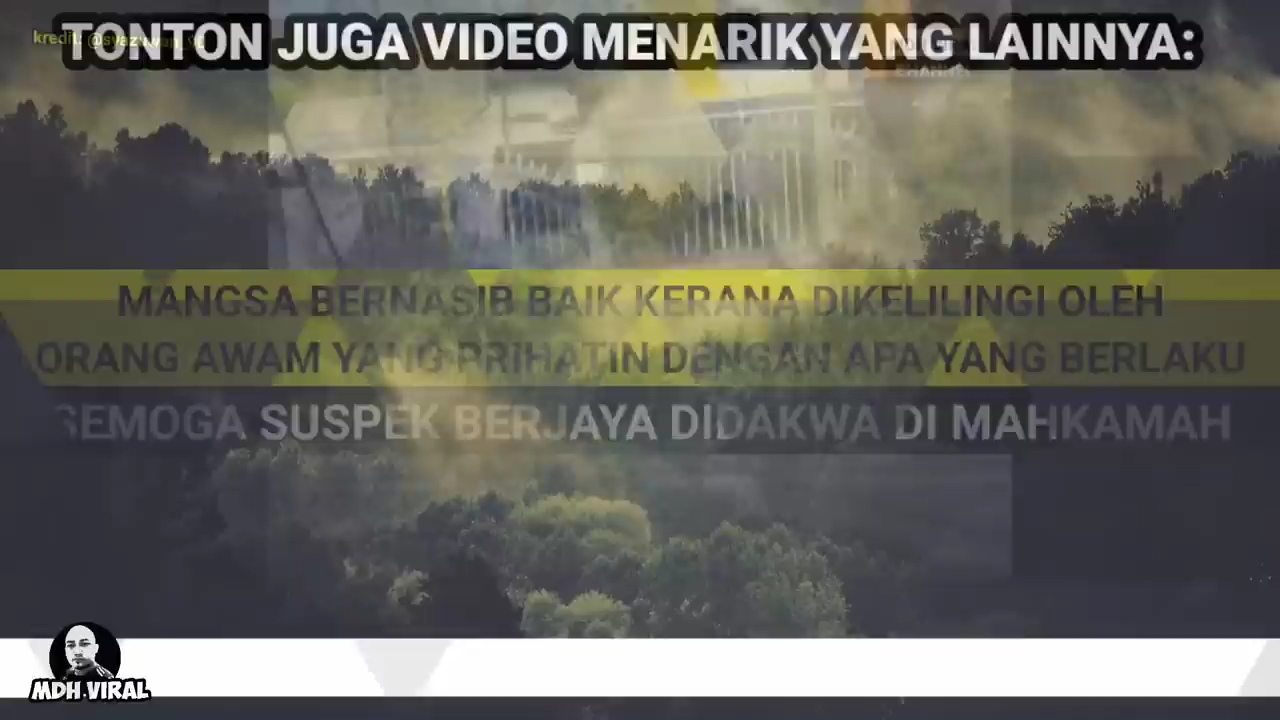 TONTON JUGA VIDEO MENARIK YANG LAINNYA:
kredit:
MANGSA BERNASIB BAIK KERANA DIKELILINGI OLEH
ORANG AWAM YANG PRIHATIN DENGAN APA YANG BERLAKU
SEMOGA SUSPEK BERJAYA DIDAKWA DI MAHKAMAH
MDH VIRAL